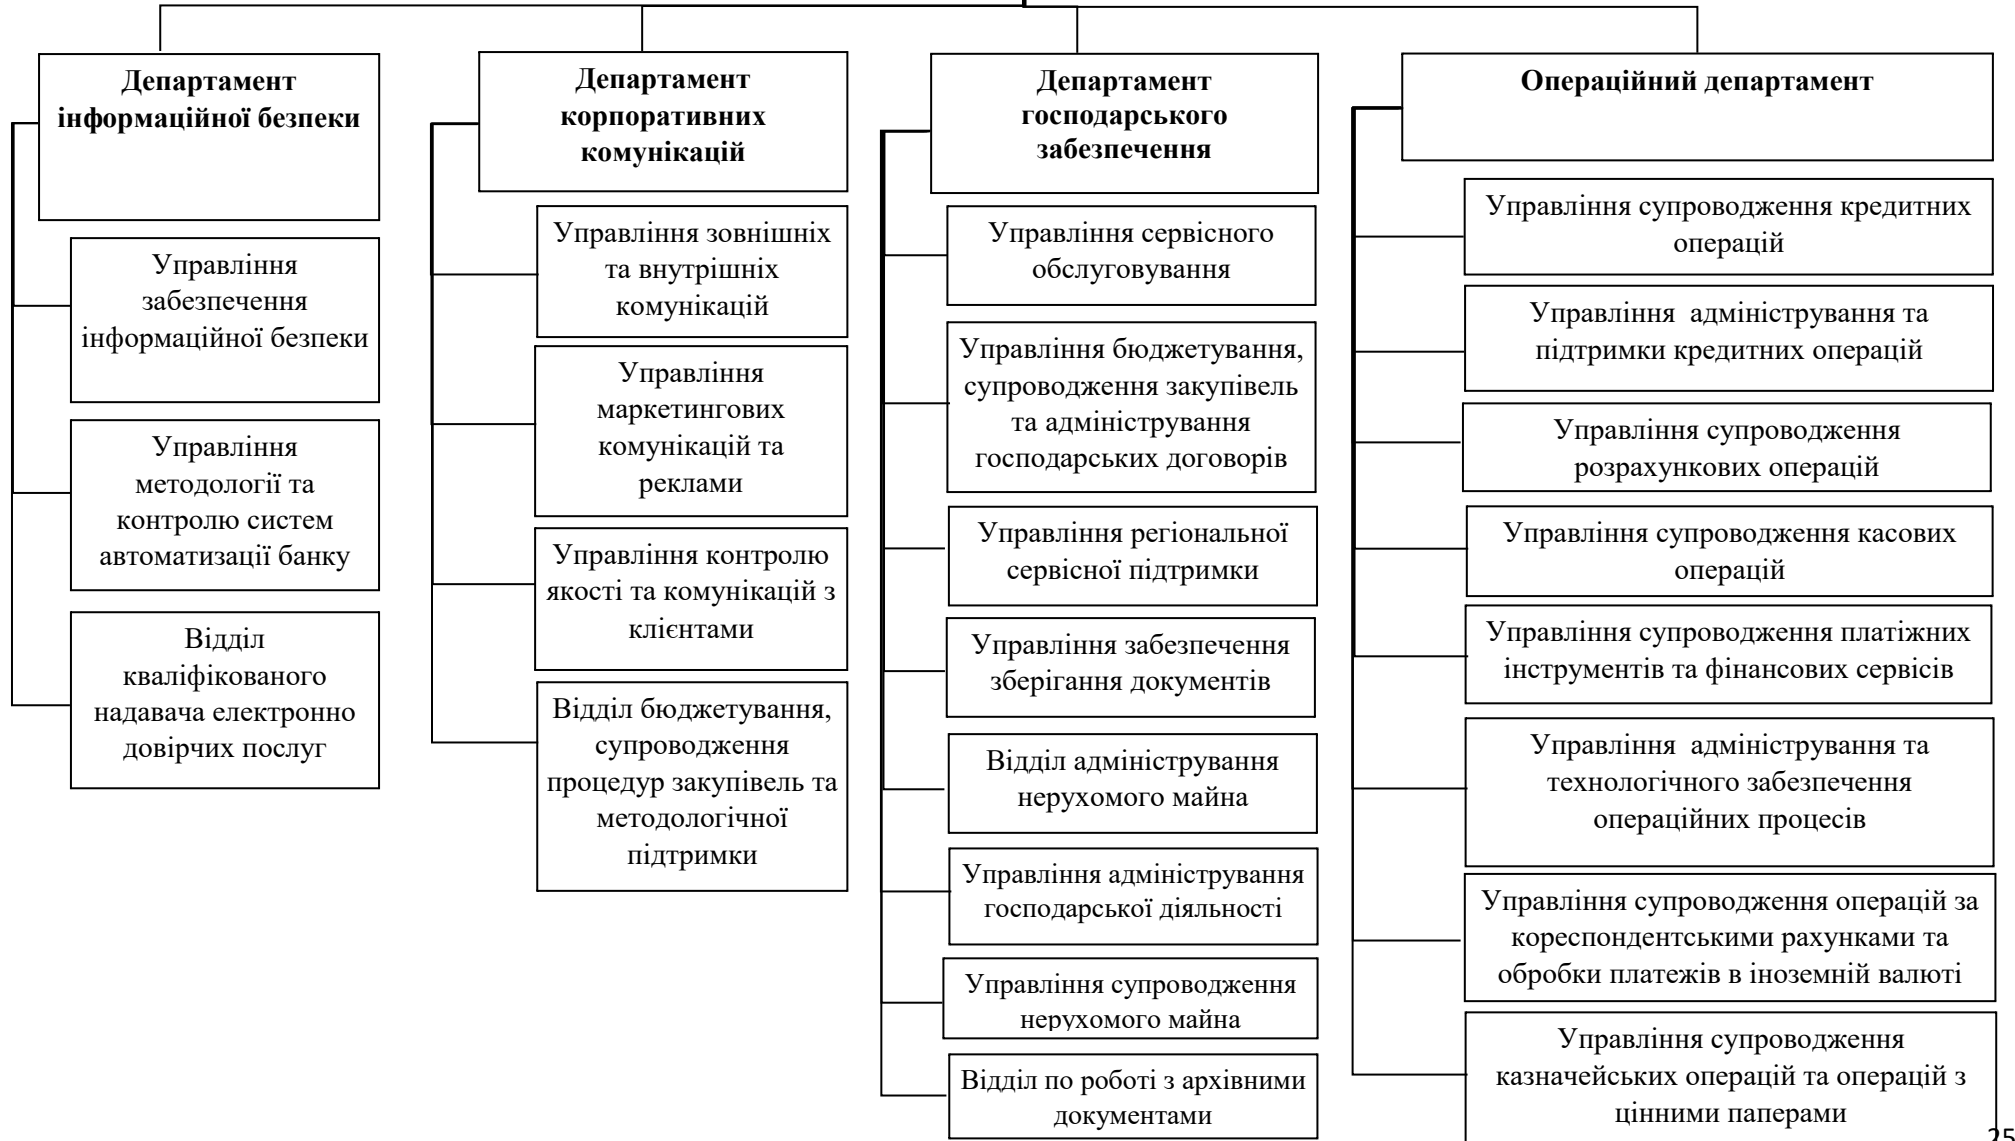 Департамент
інформаційної безпеки
Управління
забезпечення
інформаційної безпеки
Управління
методології та
контролю систем
автоматизації банку
Відділ
кваліфікованого
надавача електронно
довірчих послуг
Департамент
корпоративних
комунікацій
Управління зовнішніх
та внутрішніх
комунікацій
Управління
маркетингових
комунікацій та
реклами
Управління контролю
якості та комунікацій з
клієнтами
Відділ бюджетування,
супроводження
процедур закупівель та
методологічної
підтримки
Департамент
господарського
забезпечення
Управління сервісного
обслуговування
Управління бюджетування,
супроводження закупівель
та адміністрування
господарських договорів
Управління регіональної
сервісної підтримки
Управління забезпечення
зберігання документів
Відділ адміністрування
нерухомого майна
Управління адміністрування
господарської діяльності
Управління супроводження
нерухомого майна
Відділ по роботі з архівними
документами
Операційний департамент
Управління супроводження кредитних
операцій
Управління адміністрування та
підтримки кредитних операцій
Управління супроводження
розрахункових операцій
Управління супроводження касових
операцій
Управління супроводження платіжних
інструментів та фінансових сервісів
Управління адміністрування та
технологічного забезпечення
операційних процесів
Управління супроводження операцій за
кореспондентськими рахунками та
обробки платежів в іноземній валюті
Управління супроводження
казначейських операцій та операцій з
цінними паперами
25